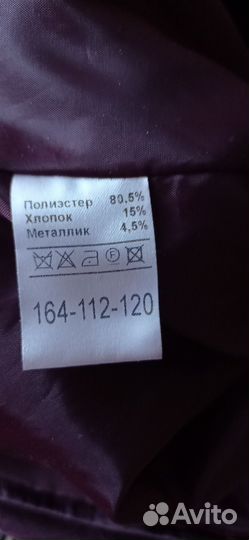 Полиэстер 80,5%
Хлопок 15%
Металлик 4,5%
164-112-120
Avito